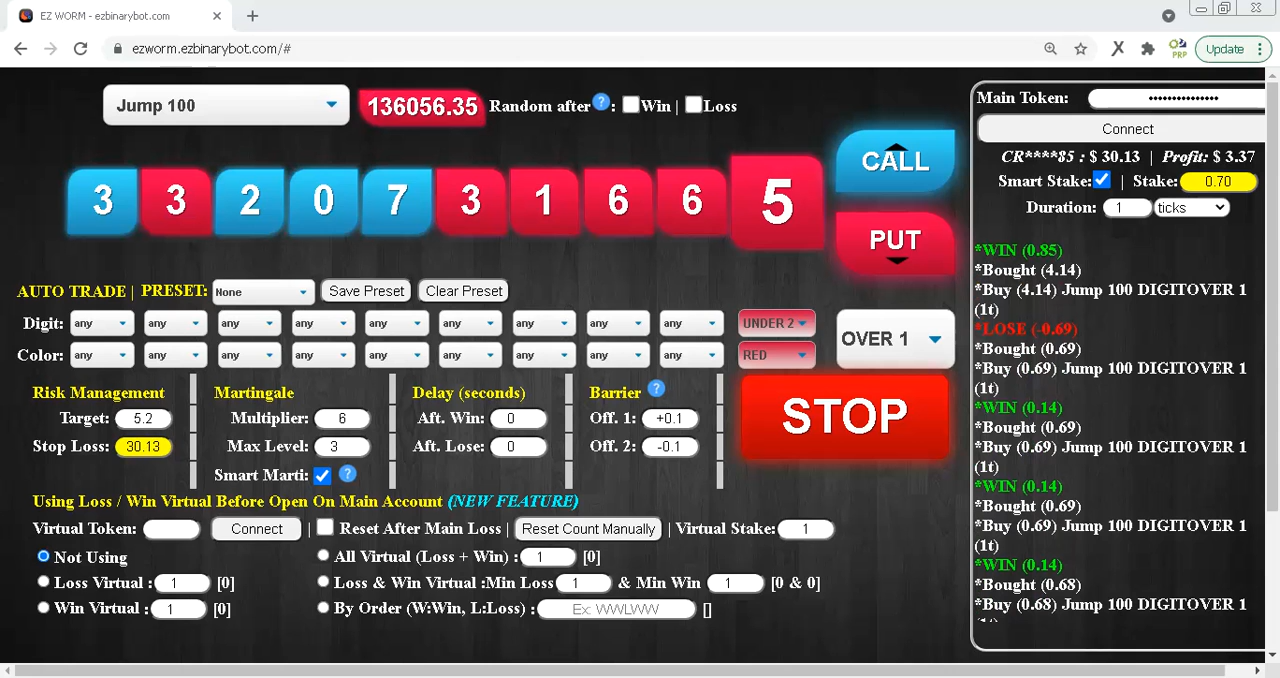 EZ WORM - ezbinarybot.com
ezworm.ezbinarybot.com/#
X
PRP
Update
Jump 100
136056.35
Random after ? :
Win |
Loss
3 3 2 0 7 3 1 6 6 5
CALL
PUT
AUTO TRADE | PRESET: None Save Preset Clear Preset
Digit: any any any any any any any any any UNDER 2
Color: any any any any any any any any any RED
OVER 1
Risk Management
Target: 5.2
Stop Loss: 30.13
Martingale
Multiplier: 6
Max Level: 3
Smart Marti: ?
Delay (seconds)
Aft. Win: 0
Aft. Lose: 0
Barrier ?
Off. 1: +0.1
Off. 2: -0.1
STOP
Using Loss / Win Virtual Before Open On Main Account (NEW FEATURE)
Virtual Token: Connect | Reset After Main Loss | Reset Count Manually | Virtual Stake: 1
Not Using
All Virtual (Loss + Win) : 1 [0]
Loss Virtual : 1 [0]
Loss & Win Virtual :Min Loss 1 & Min Win 1 [0 & 0]
Win Virtual : 1 [0]
By Order (W:Win, L:Loss) : Ex: WWLWW []
Main Token: •••••••••••••••
Connect
CR****85 : $ 30.13 | Profit: $ 3.37
Smart Stake: | Stake: 0.70
Duration: 1 ticks
*WIN (0.85)
*Bought (4.14)
*Buy (4.14) Jump 100 DIGITOVER 1
(1t)
*LOSE (-0.69)
*Bought (0.69)
*Buy (0.69) Jump 100 DIGITOVER 1
(1t)
*WIN (0.14)
*Bought (0.69)
*Buy (0.69) Jump 100 DIGITOVER 1
(1t)
*WIN (0.14)
*Bought (0.69)
*Buy (0.69) Jump 100 DIGITOVER 1
(1t)
*WIN (0.14)
*Bought (0.68)
*Buy (0.68) Jump 100 DIGITOVER 1
(1t)